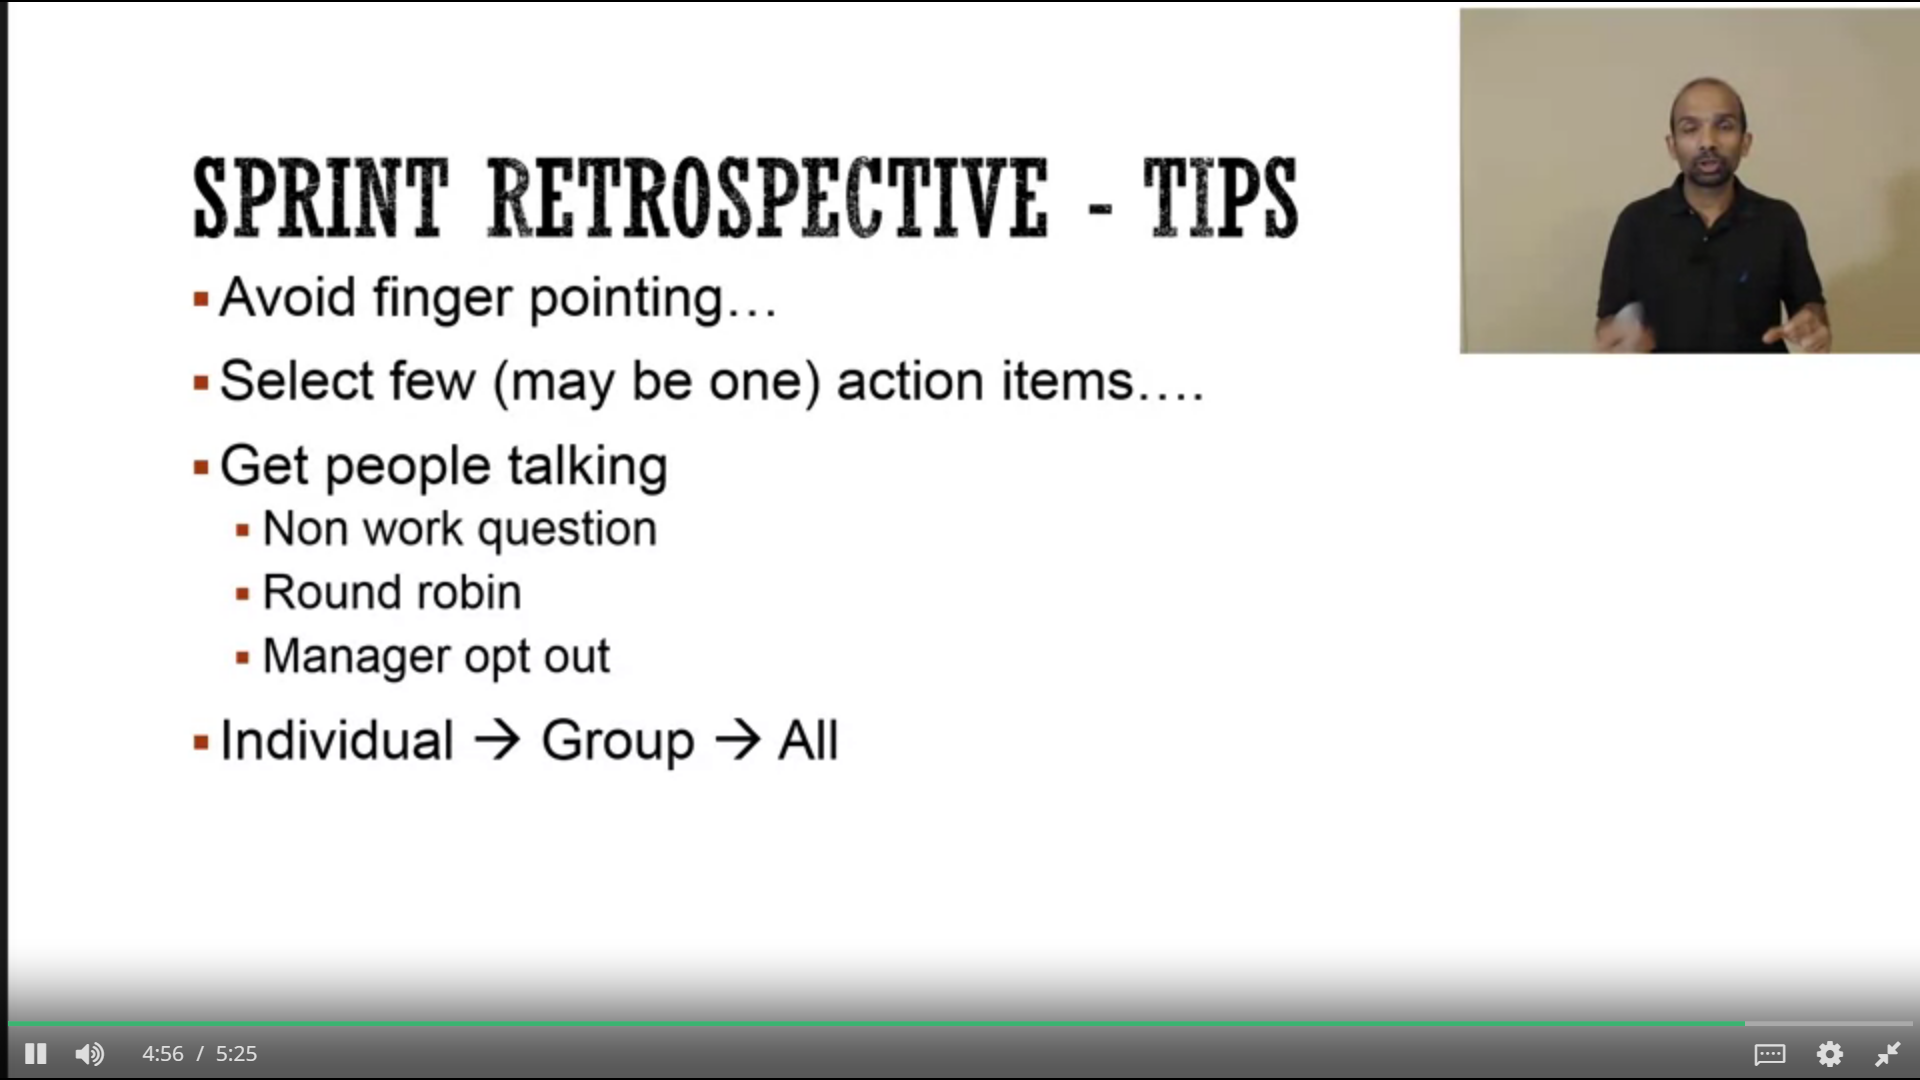 SPRINT RETROSPECTIVE - TIPS
Avoid finger pointing…
Select few (may be one) action items….
Get people talking
Non work question
Round robin
Manager opt out
Individual → Group → All
4:56 / 5:25